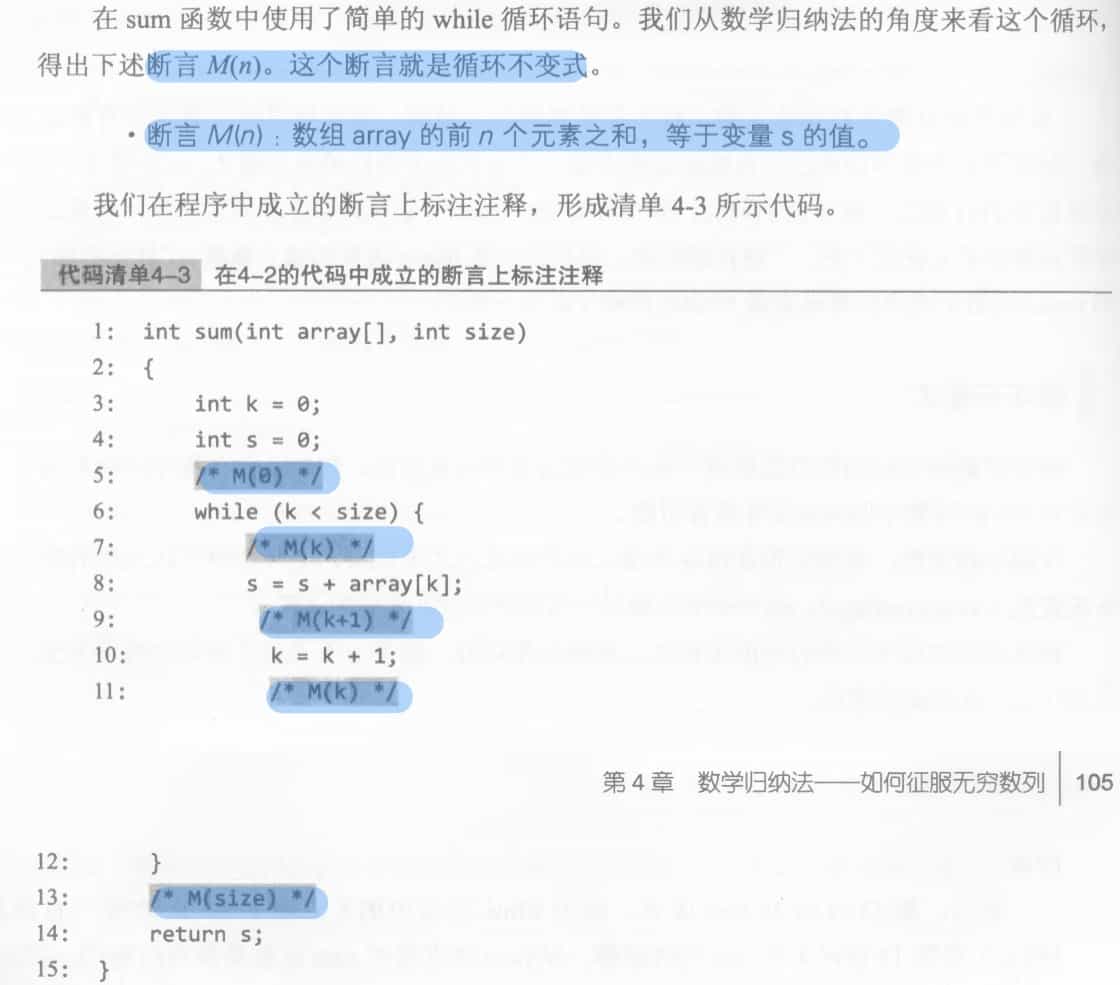 在 sum 函数中使用了简单的 while 循环语句。我们从数学归纳法的角度来看这个循环，
得出下述断言 M(n)。这个断言就是循环不变式。
· 断言 M(n)：数组 array 的前 n 个元素之和，等于变量 s 的值。
我们在程序中成立的断言上标注注释，形成清单 4-3 所示代码。
代码清单4-3 在4-2的代码中成立的断言上标注注释
1: int sum(int array[], int size)
2: {
3: int k = 0;
4: int s = 0;
5: /* M(0) */
6: while (k < size) {
7: /* M(k) */
8: s = s + array[k];
9: /* M(k+1) */
10: k = k + 1;
11: /* M(k) */
第 4 章 数学归纳法——如何征服无穷数列 105
12: }
13: /* M(size) */
14: return s;
15: }